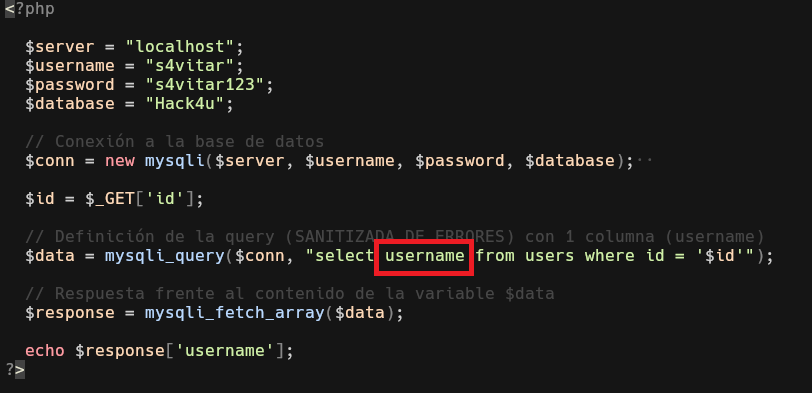 <?php
$server = "localhost";
$username = "s4vitar";
$password = "s4vitar123";
$database = "Hack4u";
// Conexión a la base de datos
$conn = new mysqli($server, $username, $password, $database);··
$id = $_GET['id'];
// Definición de la query (SANITIZADA DE ERRORES) con 1 columna (username)
$data = mysqli_query($conn, "select username from users where id = '$id'");
// Respuesta frente al contenido de la variable $data
$response = mysqli_fetch_array($data);
echo $response['username'];
?>